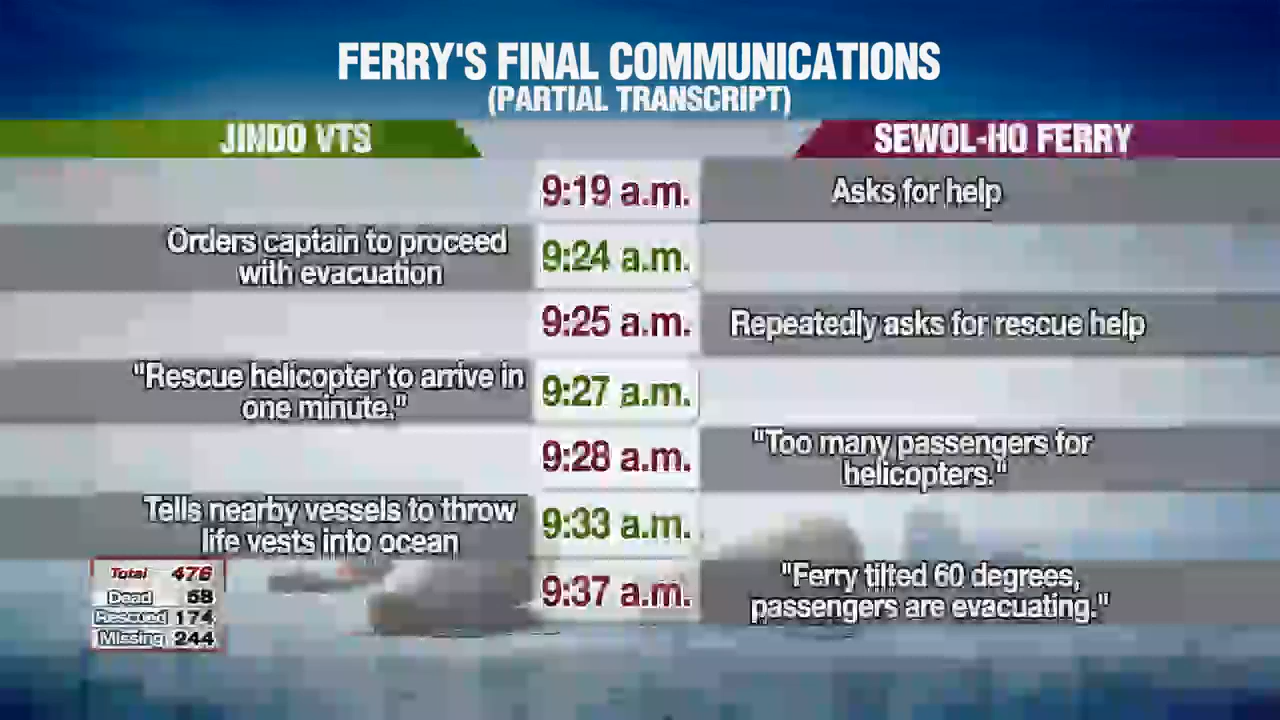 FERRY'S FINAL COMMUNICATIONS
(PARTIAL TRANSCRIPT)
JINDO VTS
SEWOL-HO FERRY
9:19 a.m.
Asks for help
Orders captain to proceed
with evacuation
9:24 a.m.
9:25 a.m.
Repeatedly asks for rescue help
"Rescue helicopter to arrive in
one minute."
9:27 a.m.
9:28 a.m.
"Too many passengers for
helicopters."
Tells nearby vessels to throw
life vests into ocean
9:33 a.m.
9:37 a.m.
"Ferry tilted 60 degrees,
passengers are evacuating."
Total 476
Dead 58
Rescued 174
Missing 244